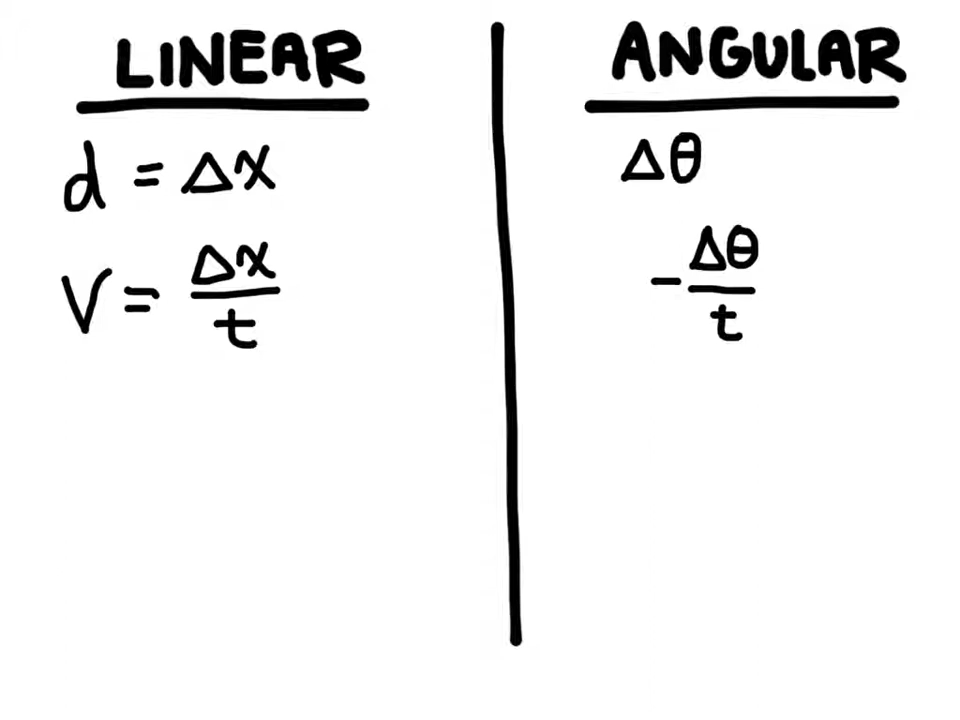 LINEAR
d = Δx
V = Δx/t
ANGULAR
Δθ
- Δθ/t